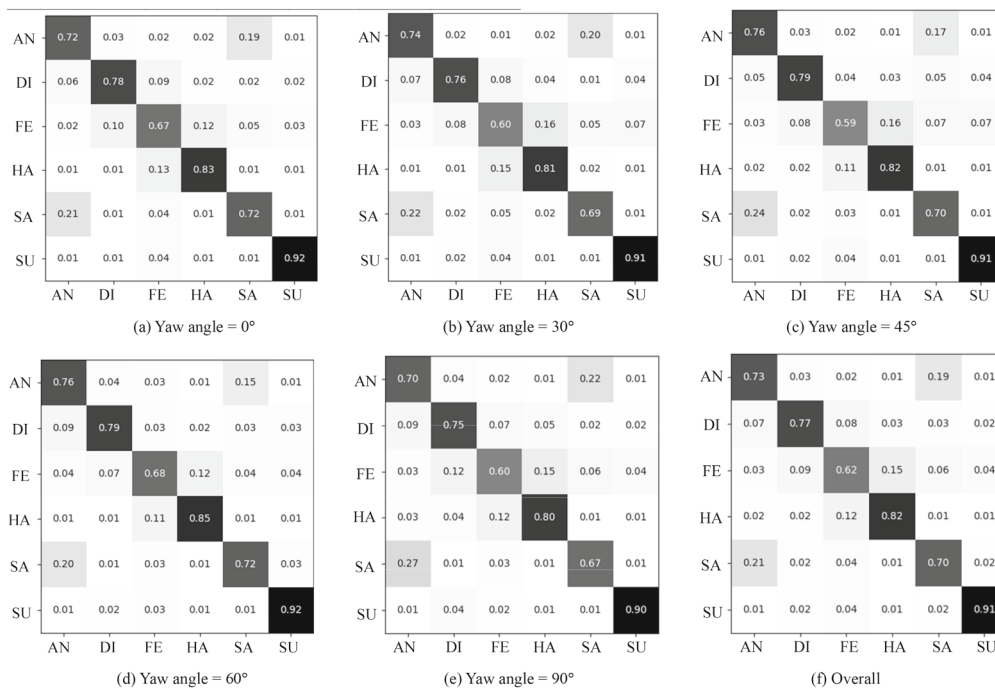 AN 0.72 0.03 0.02 0.02 0.19 0.01
DI 0.06 0.78 0.09 0.02 0.02 0.02
FE 0.02 0.10 0.67 0.12 0.05 0.03
HA 0.01 0.01 0.13 0.83 0.01 0.01
SA 0.21 0.01 0.04 0.01 0.72 0.01
SU 0.01 0.01 0.04 0.01 0.01 0.92
AN DI FE HA SA SU
(a) Yaw angle = 0°
AN 0.74 0.02 0.01 0.02 0.20 0.01
DI 0.07 0.76 0.08 0.04 0.01 0.04
FE 0.03 0.08 0.60 0.16 0.05 0.07
HA 0.01 0.01 0.15 0.81 0.02 0.01
SA 0.22 0.02 0.05 0.02 0.69 0.01
SU 0.01 0.02 0.04 0.01 0.01 0.91
AN DI FE HA SA SU
(b) Yaw angle = 30°
AN 0.76 0.03 0.02 0.01 0.17 0.01
DI 0.05 0.79 0.04 0.03 0.05 0.04
FE 0.03 0.08 0.59 0.16 0.07 0.07
HA 0.02 0.02 0.11 0.82 0.01 0.01
SA 0.24 0.02 0.03 0.01 0.70 0.01
SU 0.01 0.02 0.04 0.01 0.01 0.91
AN DI FE HA SA SU
(c) Yaw angle = 45°
AN 0.76 0.04 0.03 0.01 0.15 0.01
DI 0.09 0.79 0.03 0.02 0.03 0.03
FE 0.04 0.07 0.68 0.12 0.04 0.04
HA 0.01 0.01 0.11 0.85 0.01 0.01
SA 0.20 0.01 0.03 0.01 0.72 0.03
SU 0.01 0.02 0.03 0.01 0.01 0.92
AN DI FE HA SA SU
(d) Yaw angle = 60°
AN 0.70 0.04 0.02 0.01 0.22 0.01
DI 0.09 0.75 0.07 0.05 0.02 0.02
FE 0.03 0.12 0.60 0.15 0.06 0.04
HA 0.03 0.04 0.12 0.80 0.01 0.01
SA 0.27 0.01 0.03 0.01 0.67 0.01
SU 0.01 0.04 0.02 0.01 0.01 0.90
AN DI FE HA SA SU
(e) Yaw angle = 90°
AN 0.73 0.03 0.02 0.01 0.19 0.01
DI 0.07 0.77 0.08 0.03 0.03 0.02
FE 0.03 0.09 0.62 0.15 0.06 0.04
HA 0.02 0.02 0.12 0.82 0.01 0.01
SA 0.21 0.02 0.04 0.01 0.70 0.02
SU 0.01 0.02 0.04 0.01 0.02 0.91
AN DI FE HA SA SU
(f) Overall